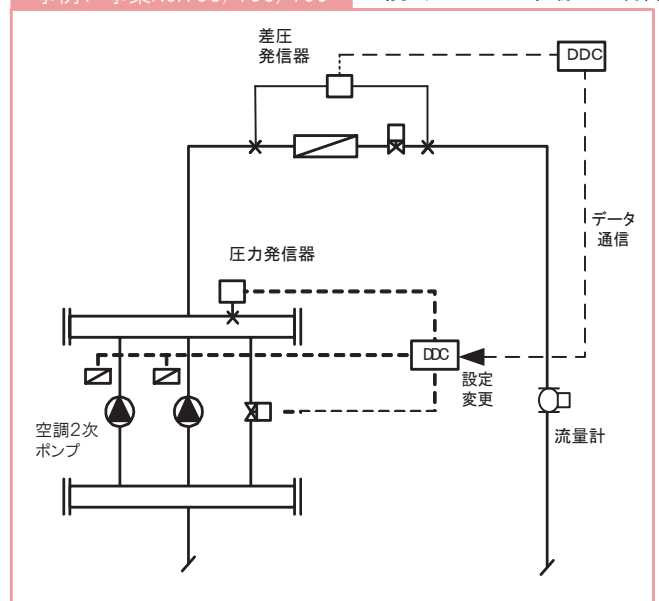 差圧
発信器
DDC
データ
通信
圧力発信器
DDC
設定
変更
空調2次
ポンプ
流量計